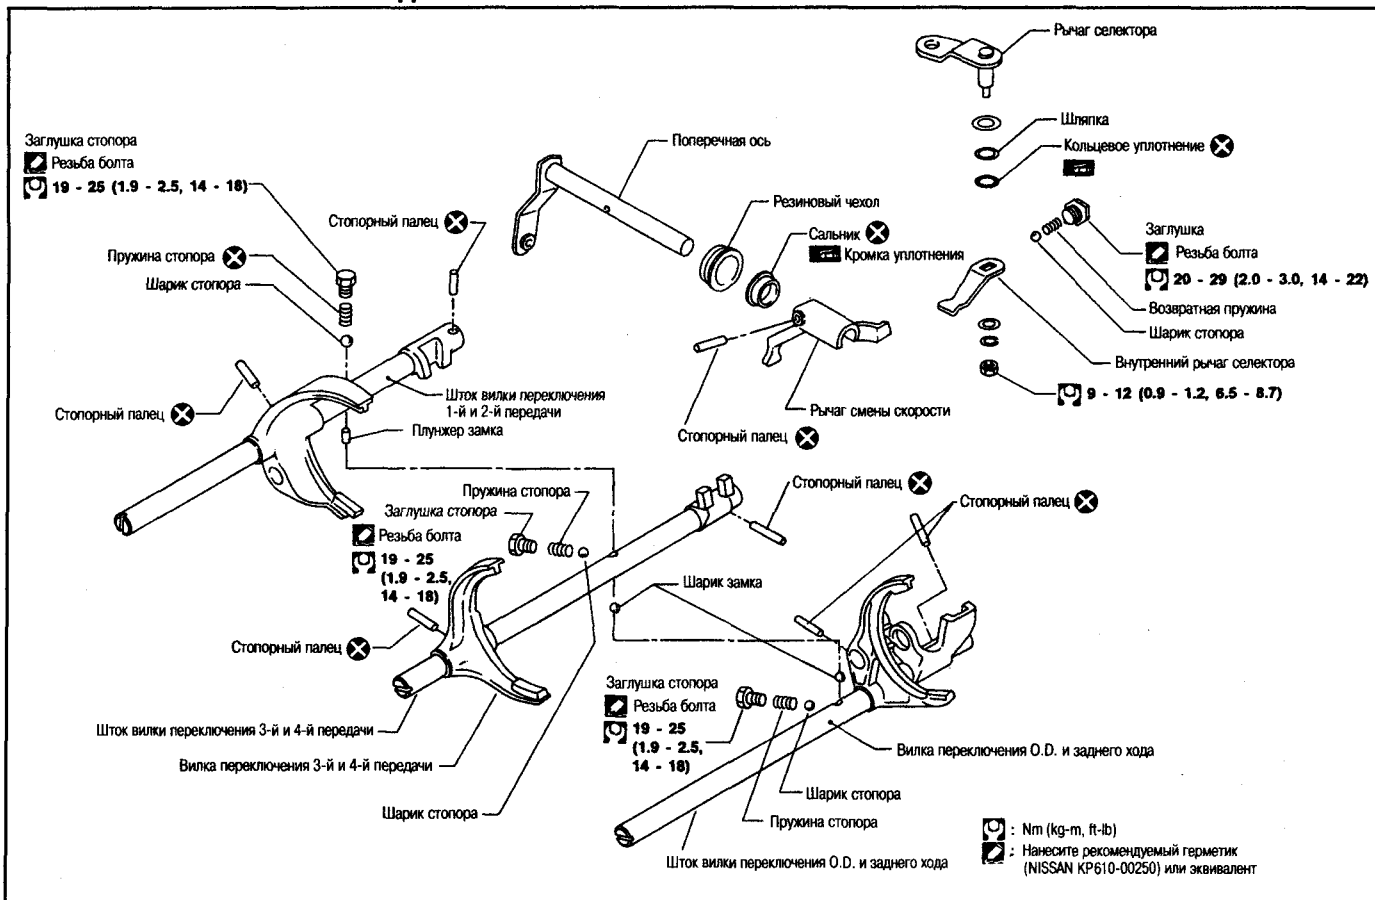 Рычаг селектора
Шляпка
Кольцевое уплотнение
Заглушка стопора
Резьба болта
19 - 25 (1.9 - 2.5, 14 - 18)
Поперечная ось
Стопорный палец
Резиновый чехол
Сальник
Кромка уплотнения
Заглушка
Резьба болта
20 - 29 (2.0 - 3.0, 14 - 22)
Пружина стопора
Шарик стопора
Возвратная пружина
Шарик стопора
Внутренний рычаг селектора
9 - 12 (0.9 - 1.2, 6.5 - 8.7)
Стопорный палец
Шток вилки переключения
1-й и 2-й передачи
Плунжер замка
Рычаг смены скорости
Стопорный палец
Пружина стопора
Заглушка стопора
Резьба болта
19 - 25
(1.9 - 2.5,
14 - 18)
Стопорный палец
Стопорный палец
Шарик замка
Стопорный палец
Заглушка стопора
Резьба болта
19 - 25
(1.9 - 2.5,
14 - 18)
Шток вилки переключения 3-й и 4-й передачи
Вилка переключения 3-й и 4-й передачи
Шарик стопора
Вилка переключения O.D. и заднего хода
Шарик стопора
Пружина стопора
Шток вилки переключения O.D. и заднего хода
: Nm (kg-m, ft-lb)
: Нанесите рекомендуемый герметик
(NISSAN KP610-00250) или эквивалент